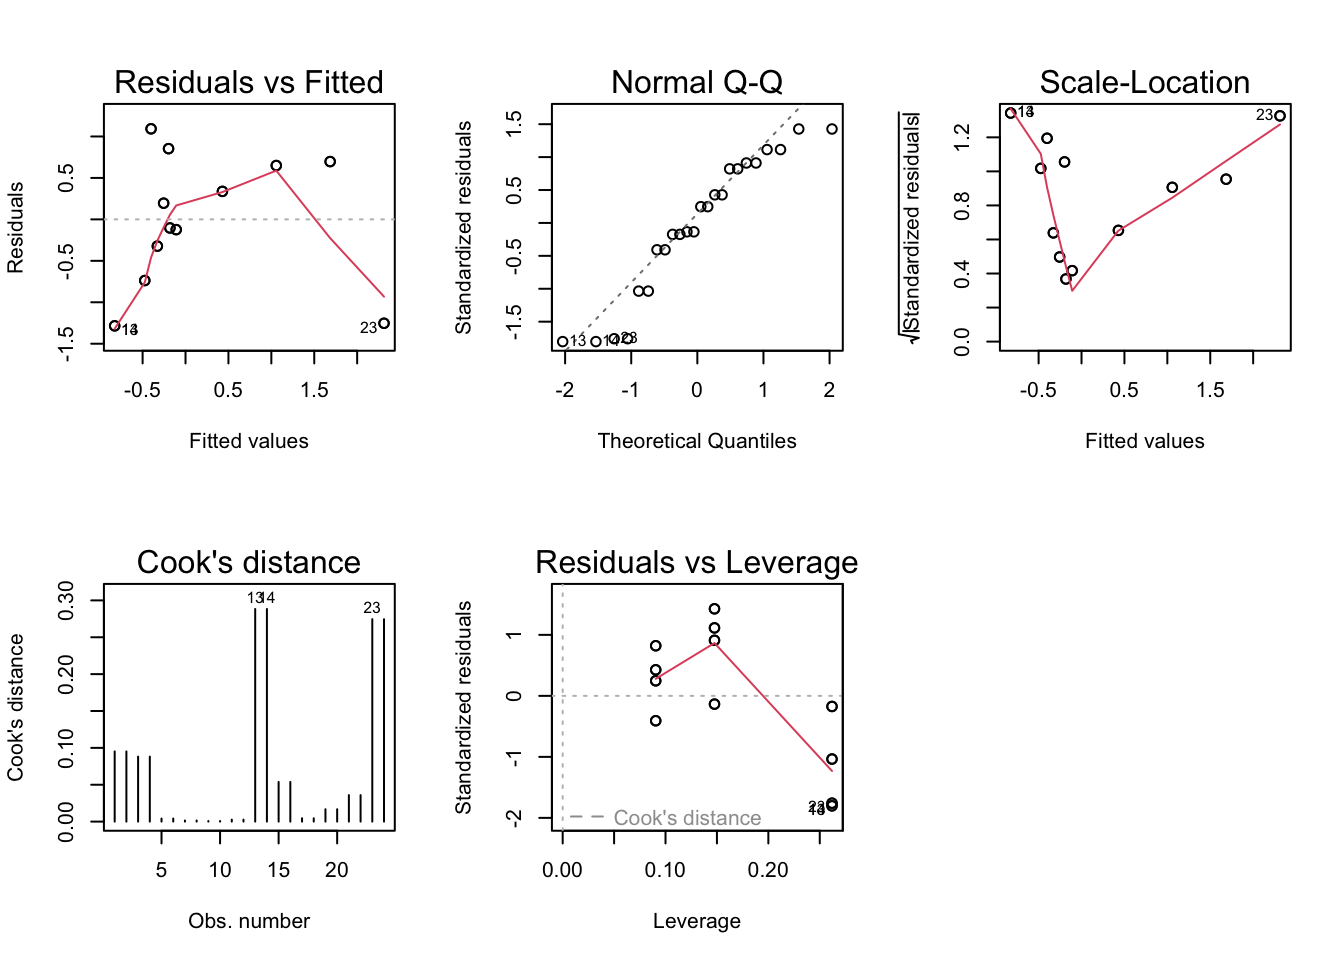 Residuals vs Fitted
Residuals
0.5
-0.5
-1.5
13
14
23
-0.5 0.5 1.5
Fitted values
Normal Q-Q
Standardized residuals
1.5
0.5
-0.5
-1.5
13
14
23
-2 -1 0 1 2
Theoretical Quantiles
Scale-Location
√|Standardized residuals|
1.2
0.8
0.4
0.0
13
14
23
-0.5 0.5 1.5
Fitted values
Cook's distance
Cook's distance
0.30
0.20
0.10
0.00
13
14
23
5 10 15 20
Obs. number
Residuals vs Leverage
Standardized residuals
1
0
-1
-2
Cook's distance
0.00 0.10 0.20
Leverage